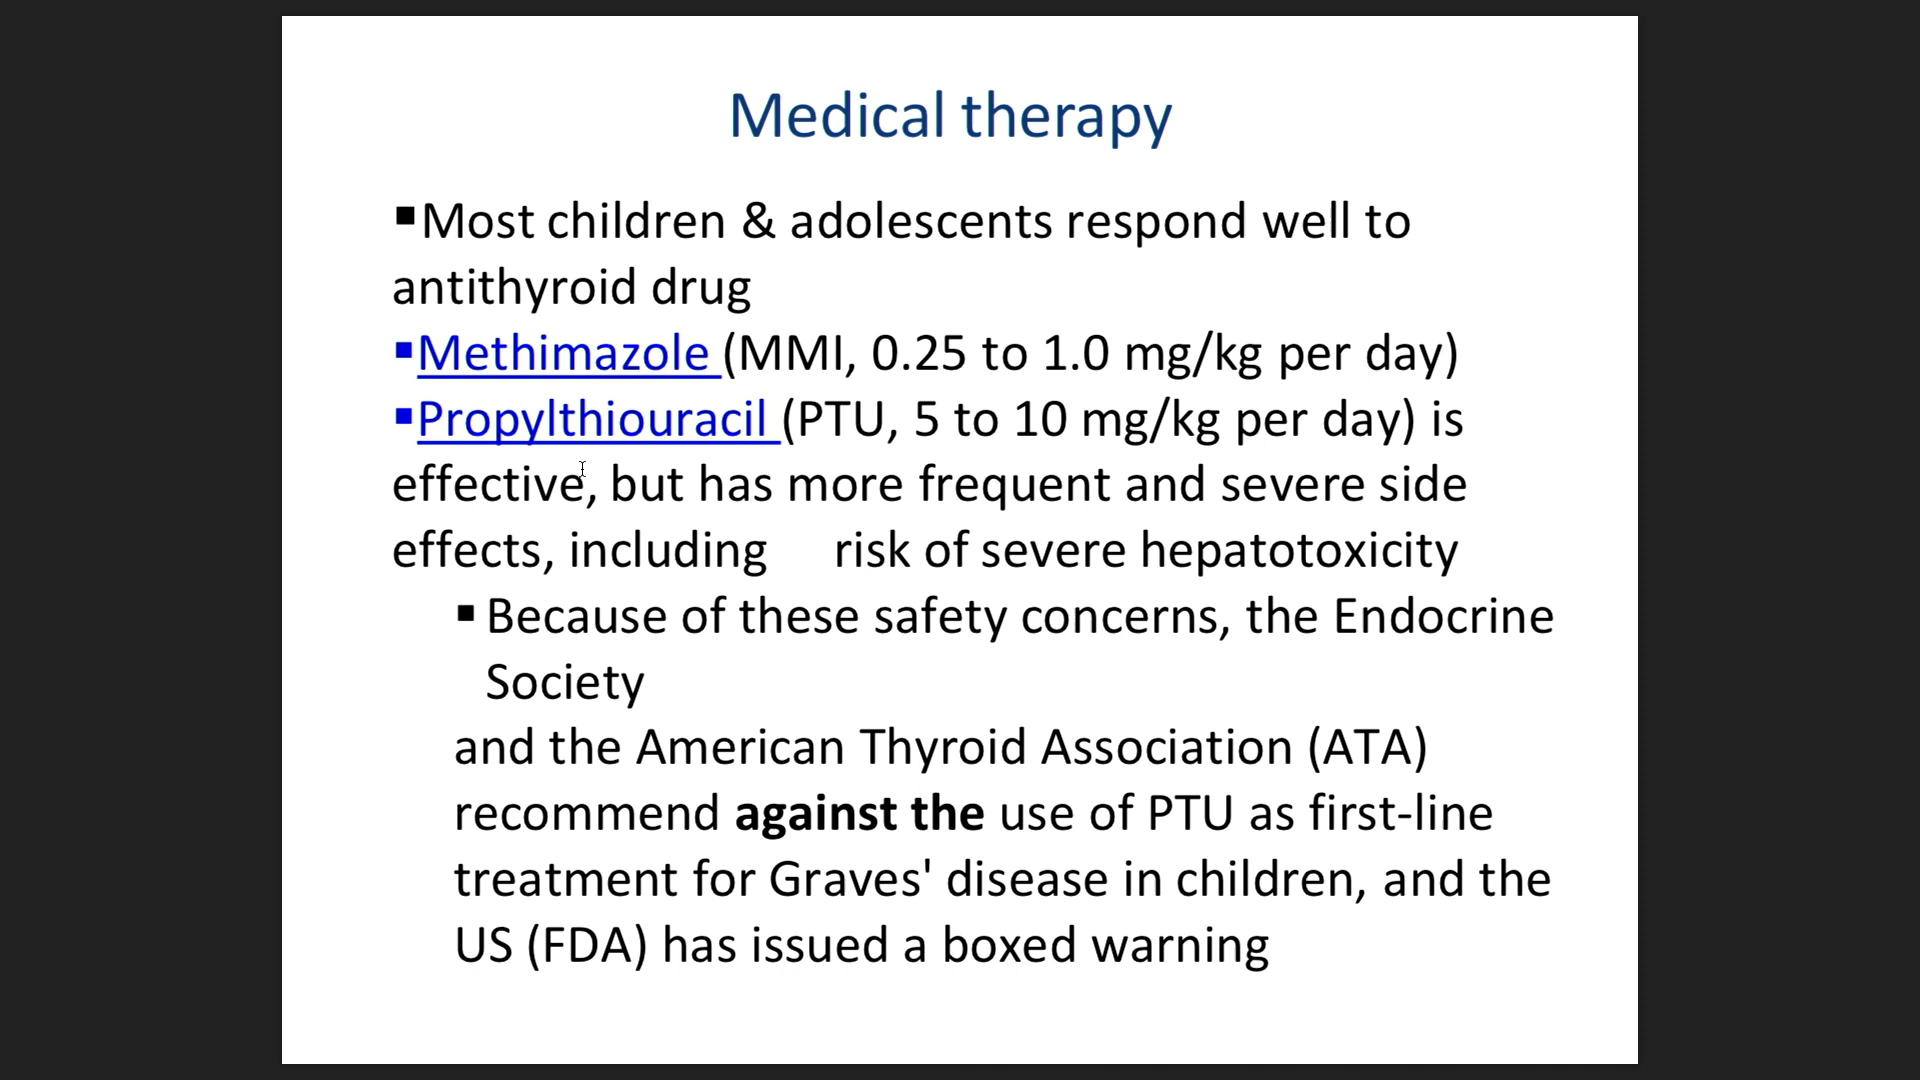 Medical therapy
▪Most children & adolescents respond well to
antithyroid drug
▪Methimazole (MMI, 0.25 to 1.0 mg/kg per day)
▪Propylthiouracil (PTU, 5 to 10 mg/kg per day) is
effective, but has more frequent and severe side
effects, including risk of severe hepatotoxicity
▪Because of these safety concerns, the Endocrine
Society
and the American Thyroid Association (ATA)
recommend against the use of PTU as first-line
treatment for Graves' disease in children, and the
US (FDA) has issued a boxed warning